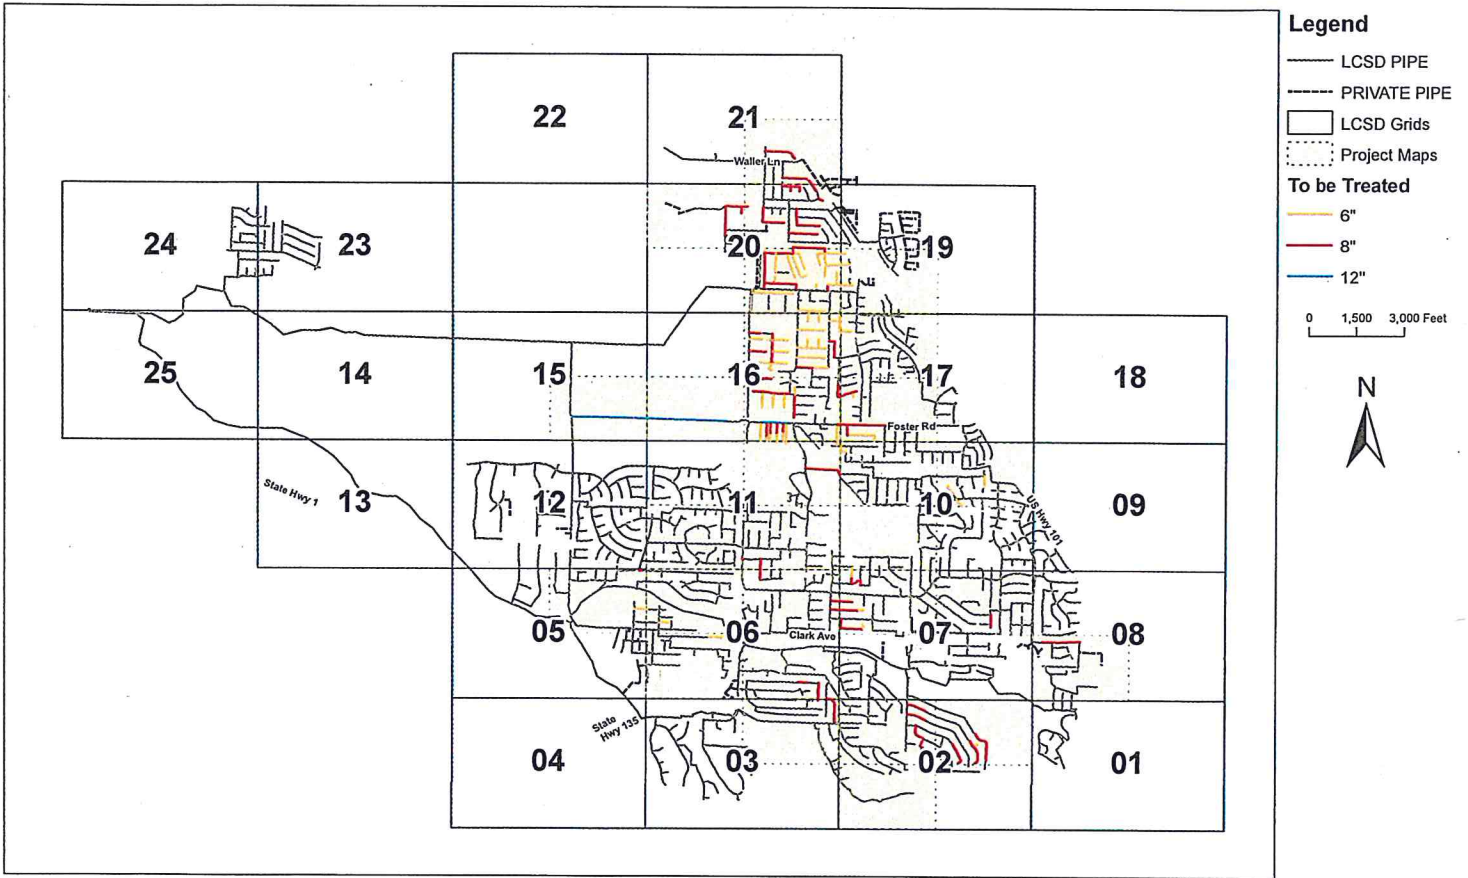 Legend
LCSD PIPE
PRIVATE PIPE
LCSD Grids
Project Maps
To be Treated
6"
8"
12"
0 1,500 3,000 Feet
N
22
21
Waller Ln
24
23
20
19
25
14
15
16
17
18
Foster Rd
State Hwy 1
13
12
11
10
09
US Hwy 101
05
06
Clark Ave
07
08
State
Hwy 135
04
03
02
01